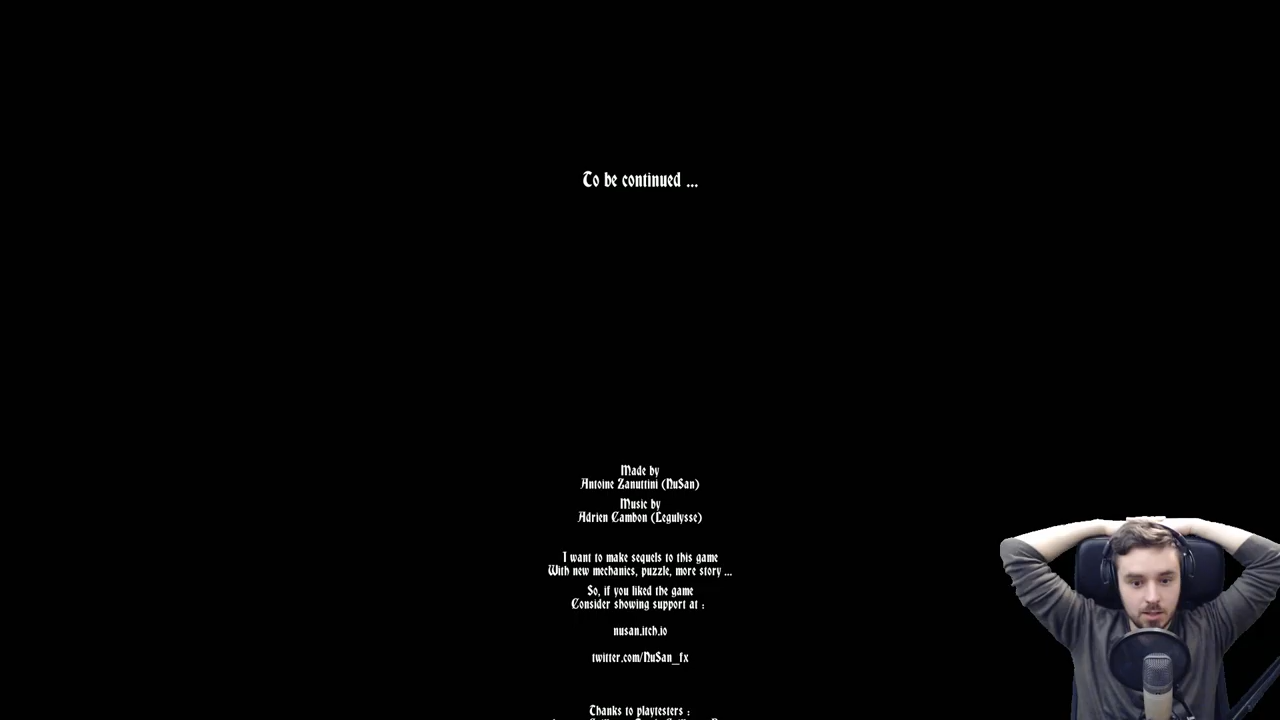 To be continued ...
Made by
Antoine Zanuttini (NuSan)
Music by
Adrien Cambon (Legulysse)
I want to make sequels to this game
With new mechanics, puzzle, more story ...
So, if you liked the game
Consider showing support at :
nusan.itch.io
twitter.com/NuSan_fx
Thanks to playtesters :